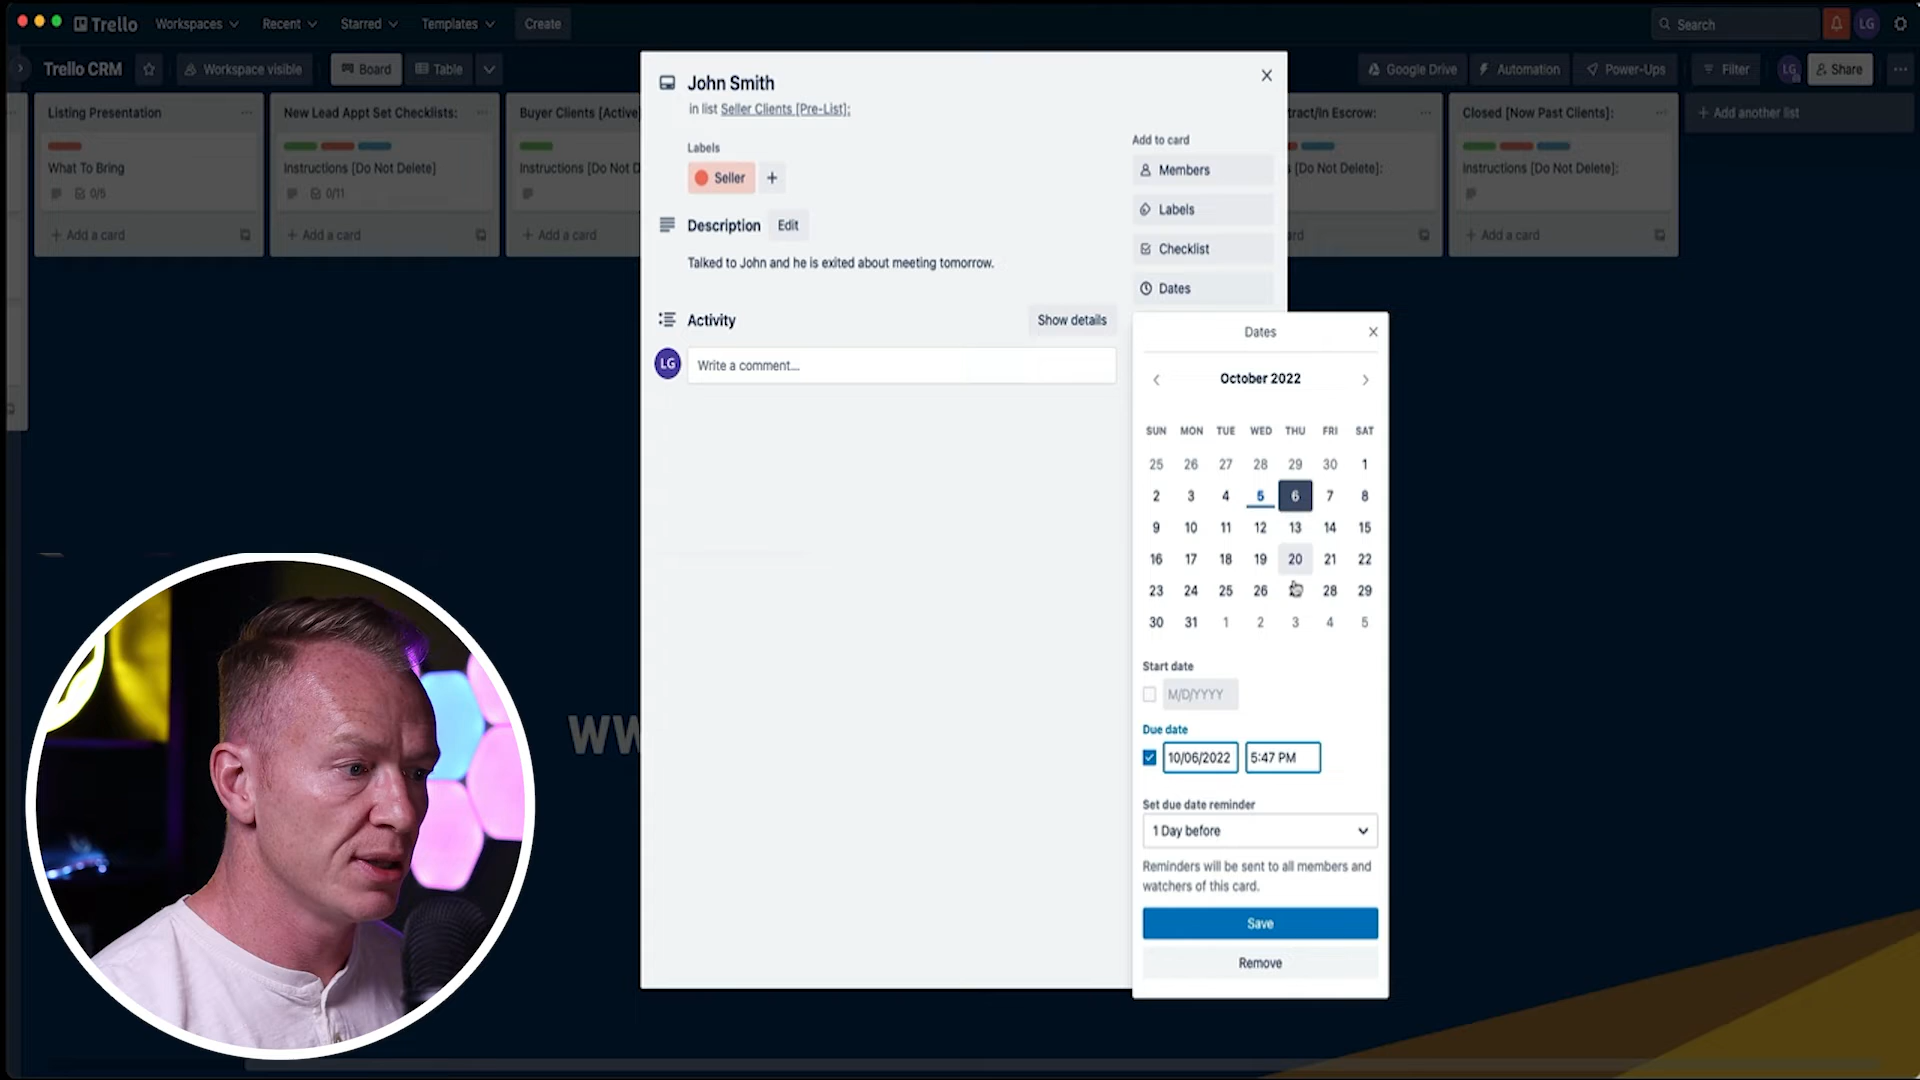 Trello Workspaces Recent Starred Templates Create Search LG
Trello CRM Workspace visible Board Table Google Drive Automation Power-Ups Filter LG Share
Listing Presentation
What To Bring
0/5
+ Add a card
New Lead Appt Set Checklists:
Instructions [Do Not Delete]
0/11
+ Add a card
Buyer Clients [Active]
Instructions [Do Not D
+ Add a card
John Smith
in list Seller Clients [Pre-List]:
Labels
Seller +
Description Edit
Talked to John and he is exited about meeting tomorrow.
Activity Show details
LG Write a comment...
Add to card
Members
Labels
Checklist
Dates
Dates
October 2022
SUN MON TUE WED THU FRI SAT
25 26 27 28 29 30 1
2 3 4 5 6 7 8
9 10 11 12 13 14 15
16 17 18 19 20 21 22
23 24 25 26 28 29
30 31 1 2 3 4 5
Start date
M/D/YYYY
Due date
10/06/2022 5:47 PM
Set due date reminder
1 Day before
Reminders will be sent to all members and
watchers of this card.
Save
Remove
tract/In Escrow:
[Do Not Delete]:
rd
Closed [Now Past Clients]:
Instructions [Do Not Delete]:
+ Add a card
+ Add another list
WW